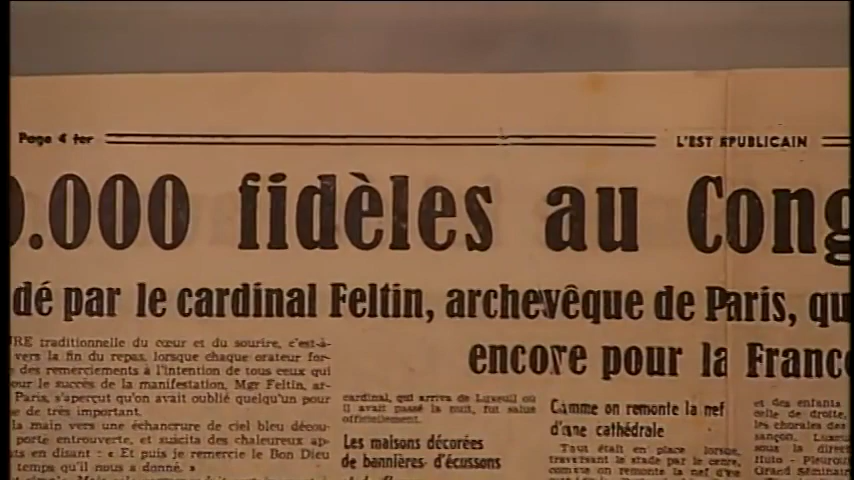 Page 4 ter
L'EST RÉPUBLICAIN
0.000 fidèles au Cong
dé par le cardinal Feltin, archevêque de Paris, qu
encore pour la France
URE traditionnelle du cœur et du sourire, c'est-à-
vers la fin du repas, lorsque chaque orateur for-
des remerciements à l'intention de tous ceux qui
our le succès de la manifestation, Mgr Feltin, ar-
Paris, s'aperçut qu'on avait oublié quelqu'un pour
e de très important.
la main vers une échancrure de ciel bleu décou-
porte entrouverte, et suscita des chaleureux ap-
ts en disant : « Et puis je remercie le Bon Dieu
temps qu'il nous a donné. »
cardinal, qui arriva de Luxeuil où
il avait passé la nuit, fut salué
officiellement.
Les maisons décorées
de bannières d'écussons
Comme on remonte la nef
d'une cathédrale
Tout était en place lorsque,
traversant le stade par le centre,
comme on remonte la nef d'une
et des enfants
celle de droite,
les chorales des
sançon, Luxeu
sous la direct
Huto - Pleurou
Grand Séminai